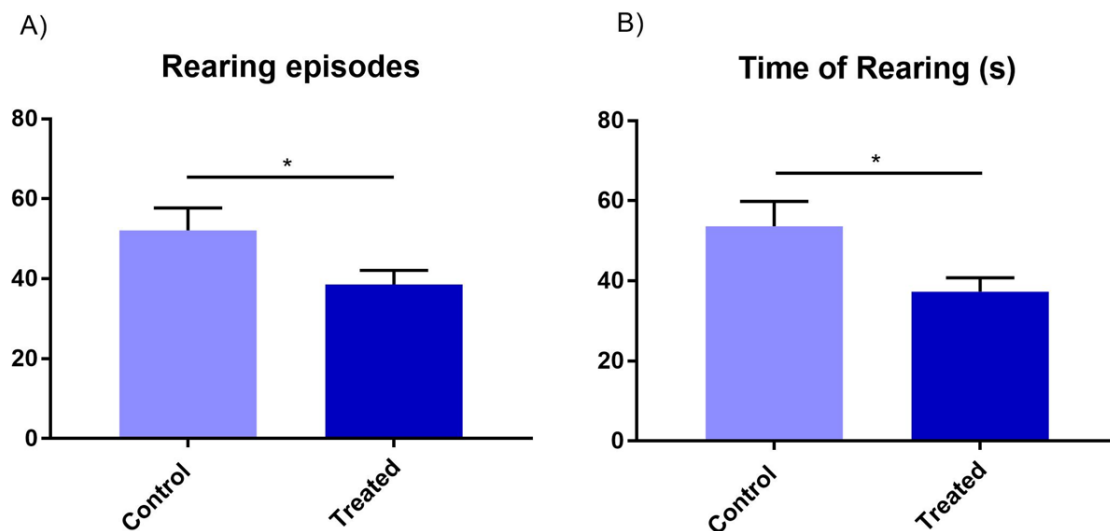 A)
Rearing episodes
80
60
40
20
0
*
Control
Treated
B)
Time of Rearing (s)
80
60
40
20
0
*
Control
Treated